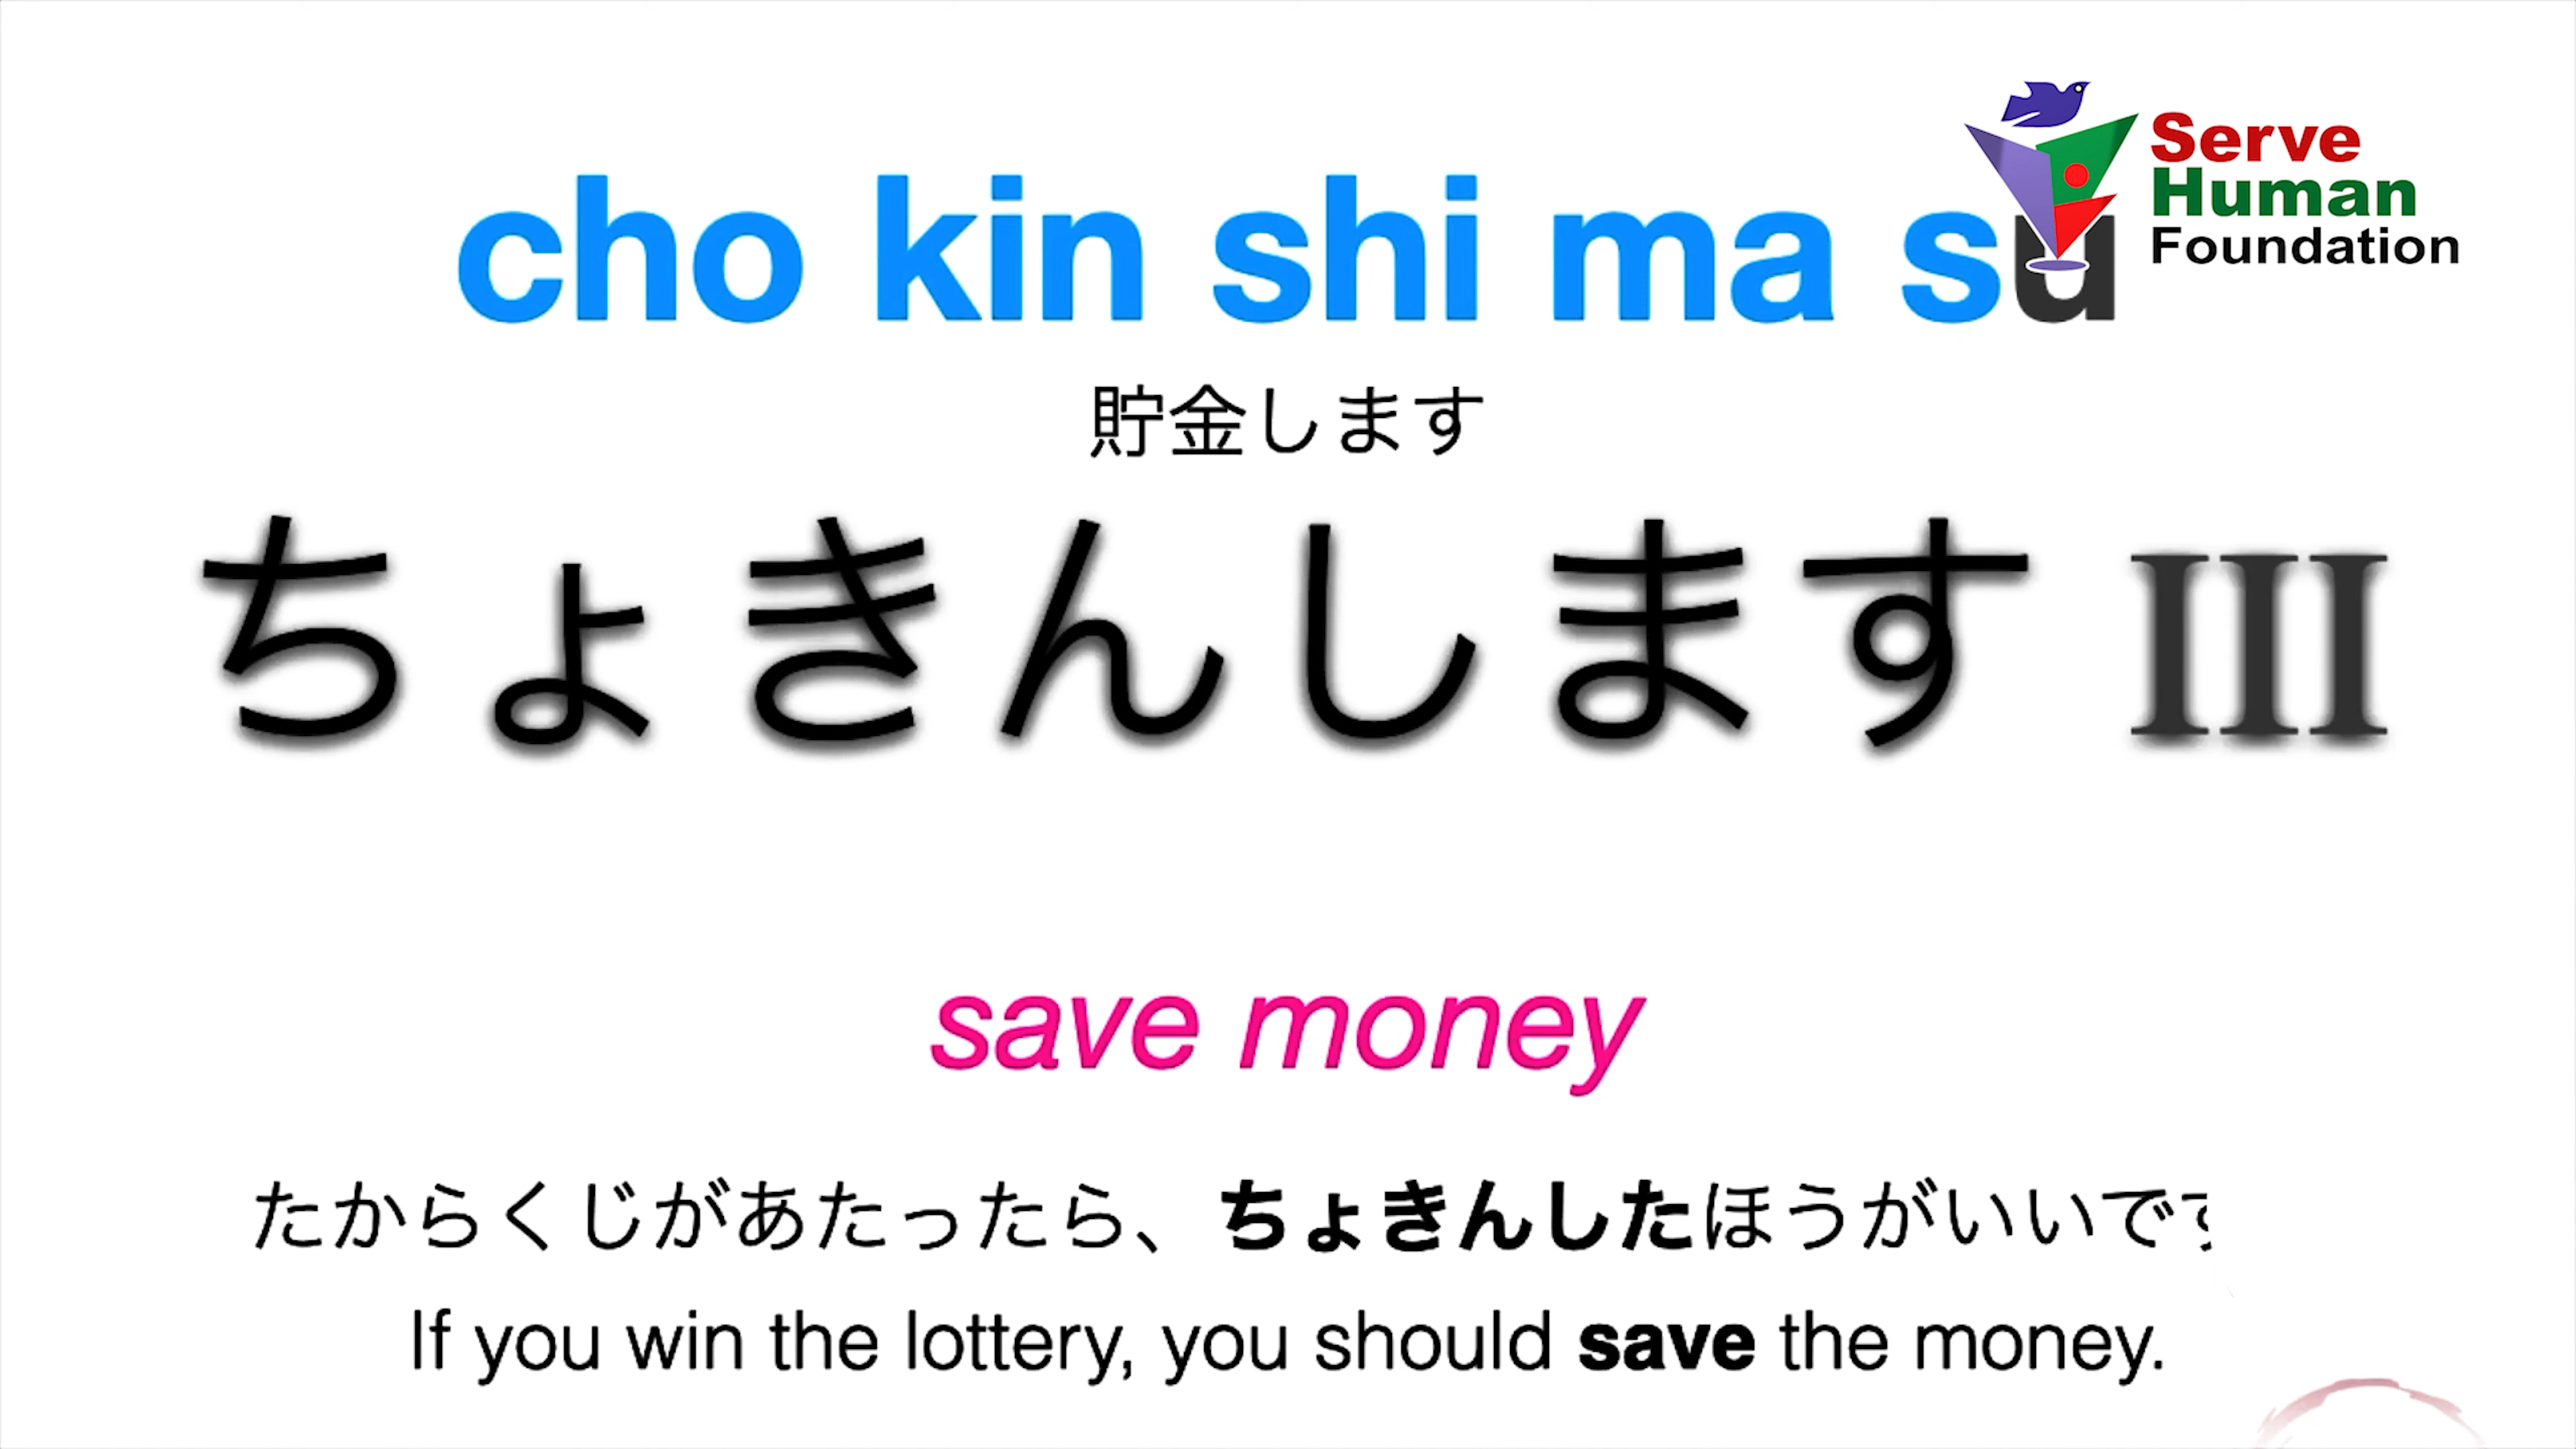 Serve
Human
Foundation
cho kin shi ma su
貯金します
ちょきんします III
save money
たからくじがあたったら、ちょきんしたほうがいいです
If you win the lottery, you should save the money.